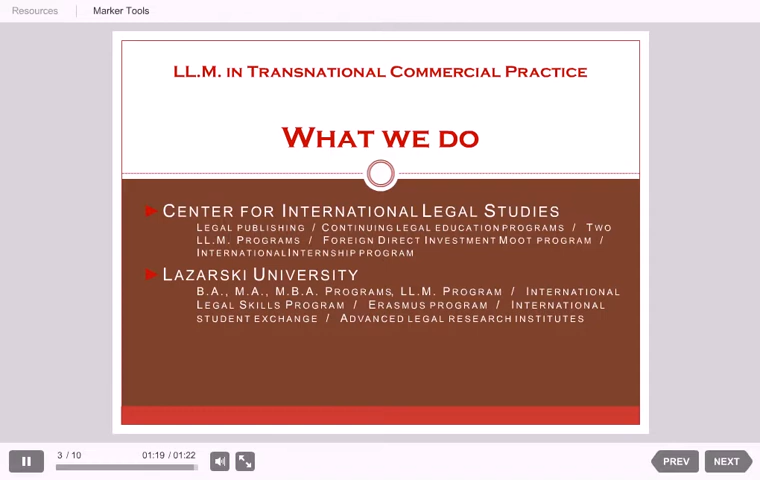 Resources
Marker Tools
LL.M. in Transnational Commercial Practice
What we do
Center for International Legal Studies
Legal publishing / Continuing legal education programs / Two
LL.M. Programs / Foreign Direct Investment Moot program /
International Internship program
Lazarski University
B.A., M.A., M.B.A. Programs, LL.M. Program / International
Legal Skills Program / Erasmus program / International
student exchange / Advanced legal research institutes
3 / 10
01:19 / 01:22
PREV
NEXT